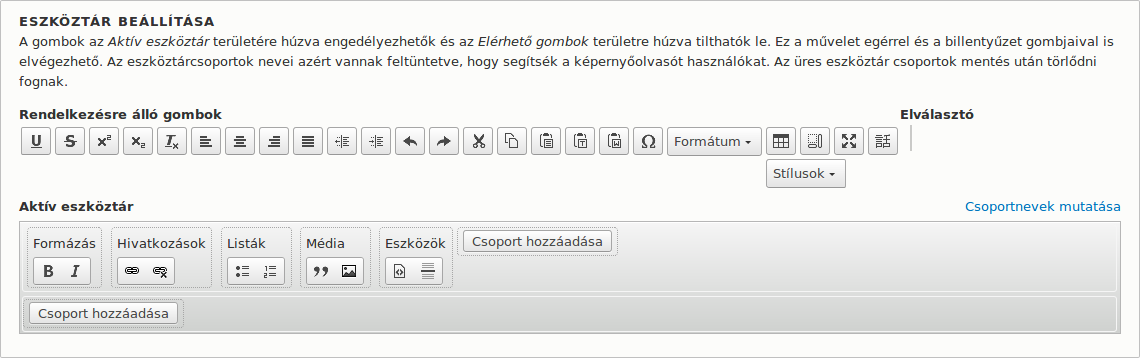 ESZKÖZTÁR BEÁLLÍTÁSA
A gombok az Aktív eszköztár területére húzva engedélyezhetők és az Elérhető gombok területre húzva tilthatók le. Ez a művelet egérrel és a billentyűzet gombjaival is
elvégezhető. Az eszköztárcsoportok nevei azért vannak feltüntetve, hogy segítsék a képernyőolvasót használókat. Az üres eszköztár csoportok mentés után törlődni
fognak.
Rendelkezésre álló gombok Elválasztó
U S x² x₂ Tx Ω Formátum
Stílusok
Aktív eszköztár Csoportnevek mutatása
Formázás Hivatkozások Listák Média Eszközök Csoport hozzáadása
B I
Csoport hozzáadása